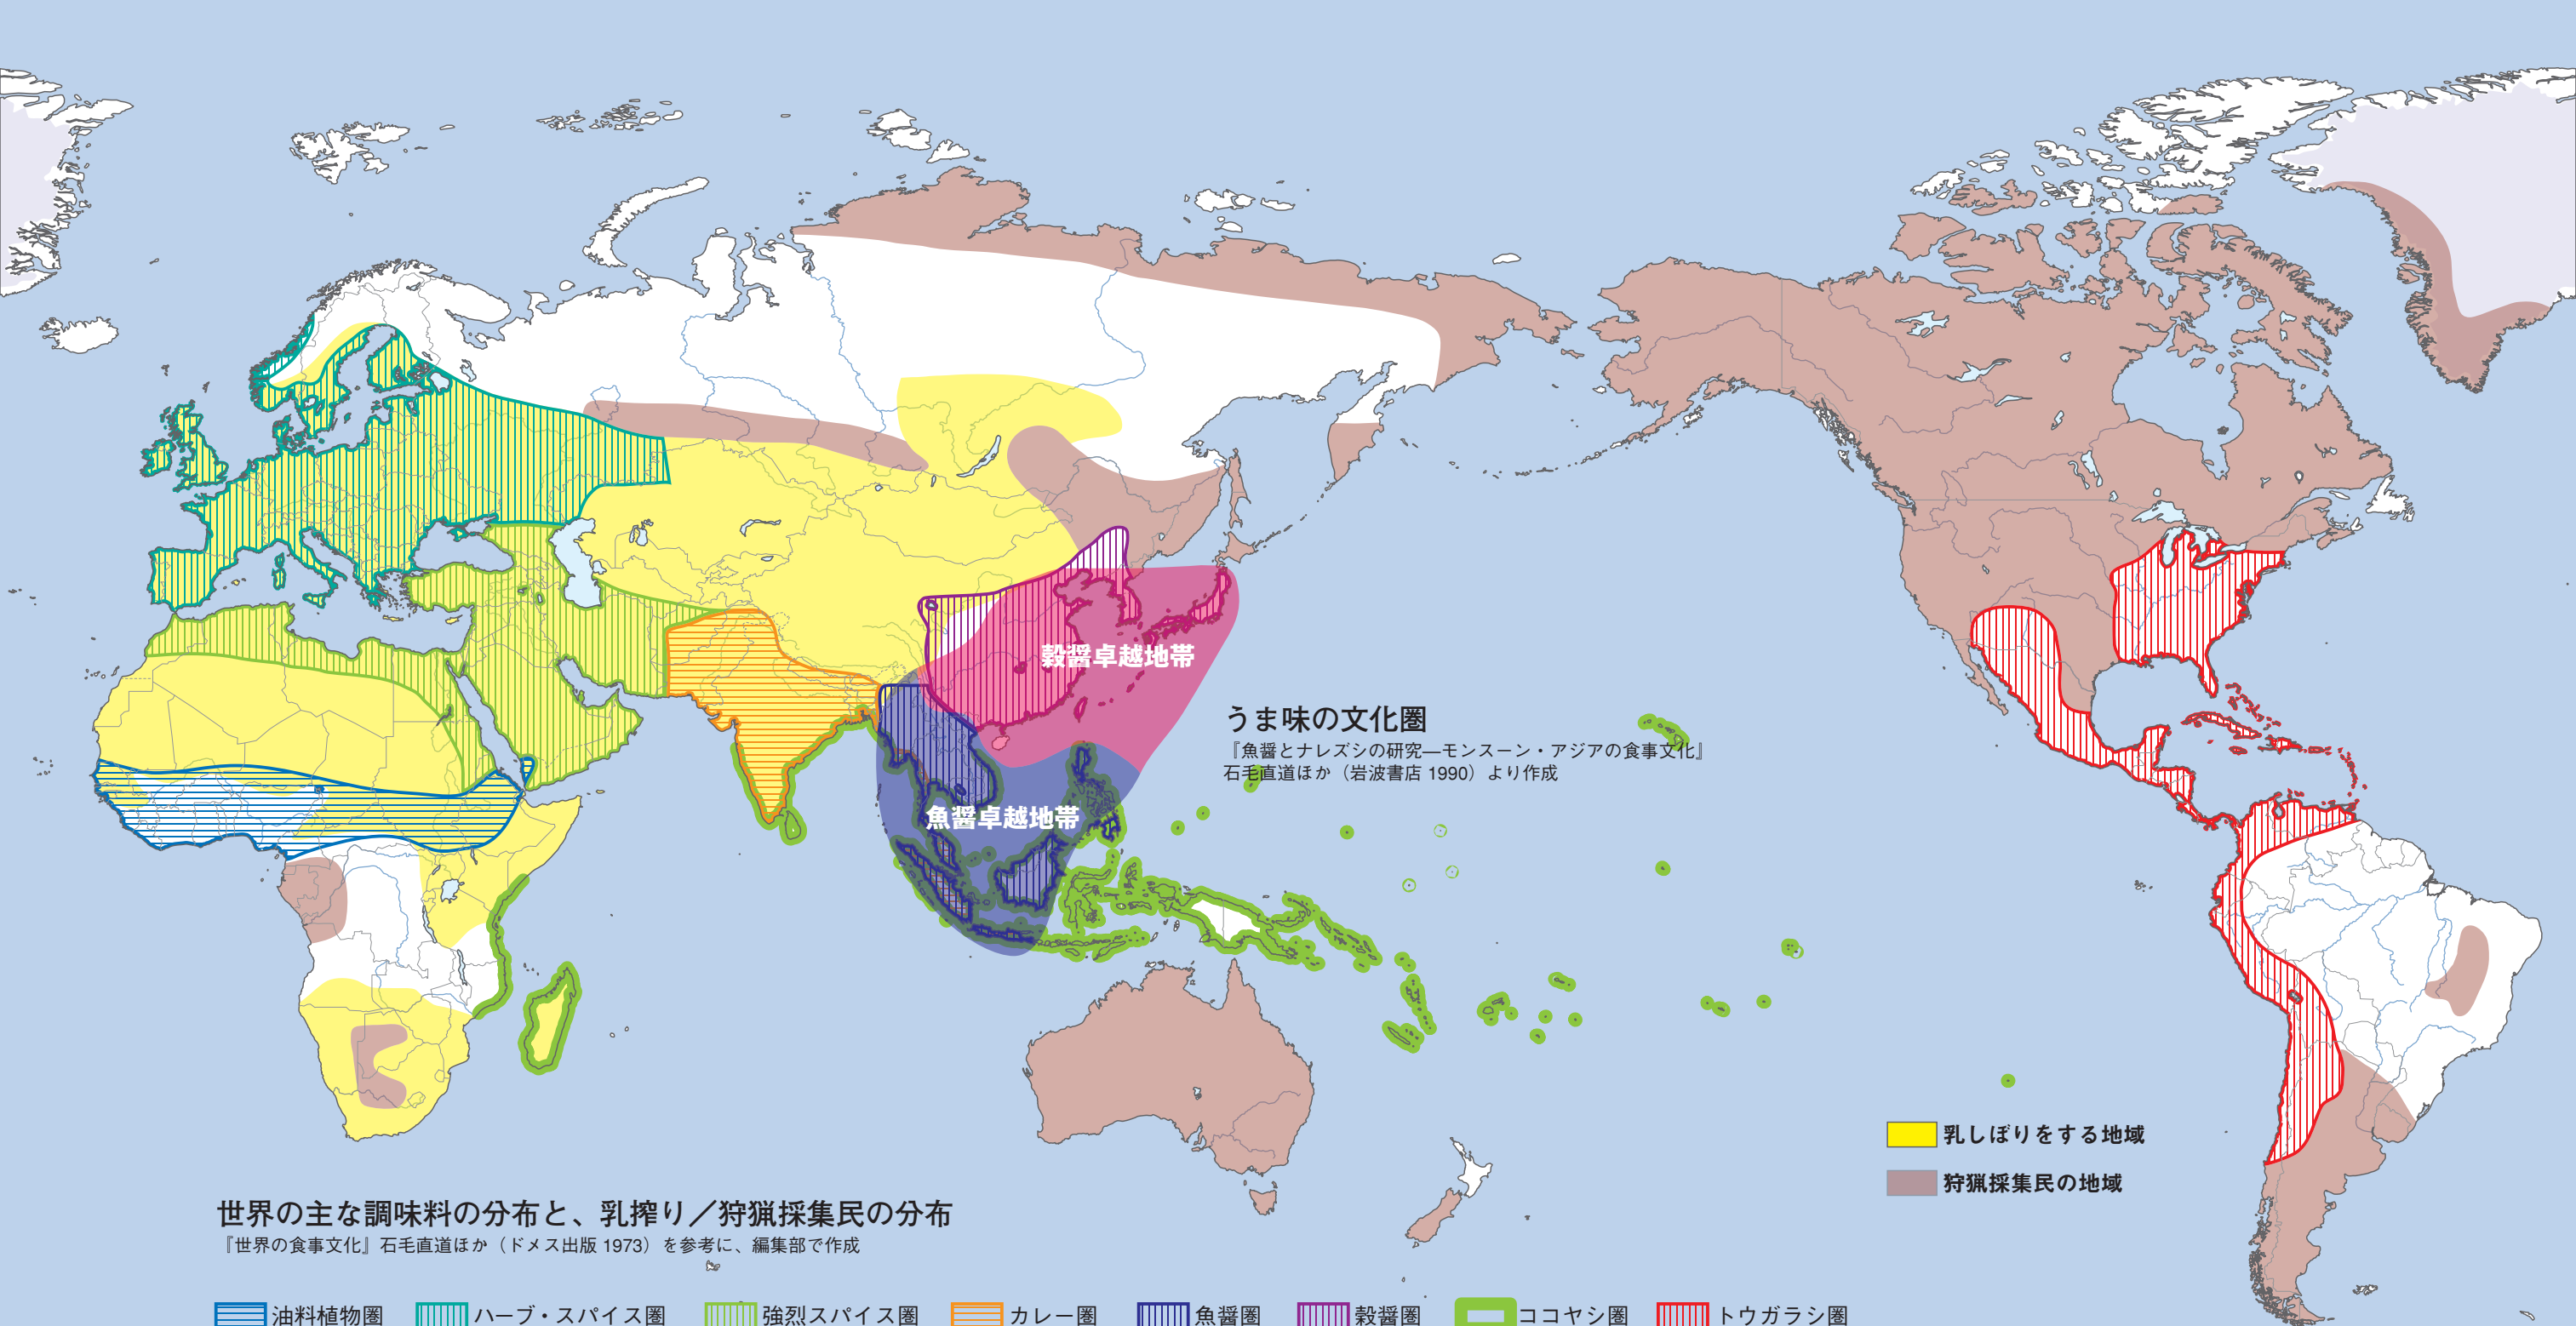 穀醤卓越地帯
うま味の文化圏
『魚醤とナレズシの研究―モンスーン・アジアの食事文化』
石毛直道ほか(岩波書店 1990)より作成
魚醤卓越地帯
乳しぼりをする地域
狩猟採集民の地域
世界の主な調味料の分布と、乳搾り/狩猟採集民の分布
『世界の食事文化』石毛直道ほか(ドメス出版 1973)を参考に、編集部で作成
油料植物圏 ハーブ・スパイス圏 強烈スパイス圏 カレー圏 魚醤圏 穀醤圏 ココヤシ圏 トウガラシ圏